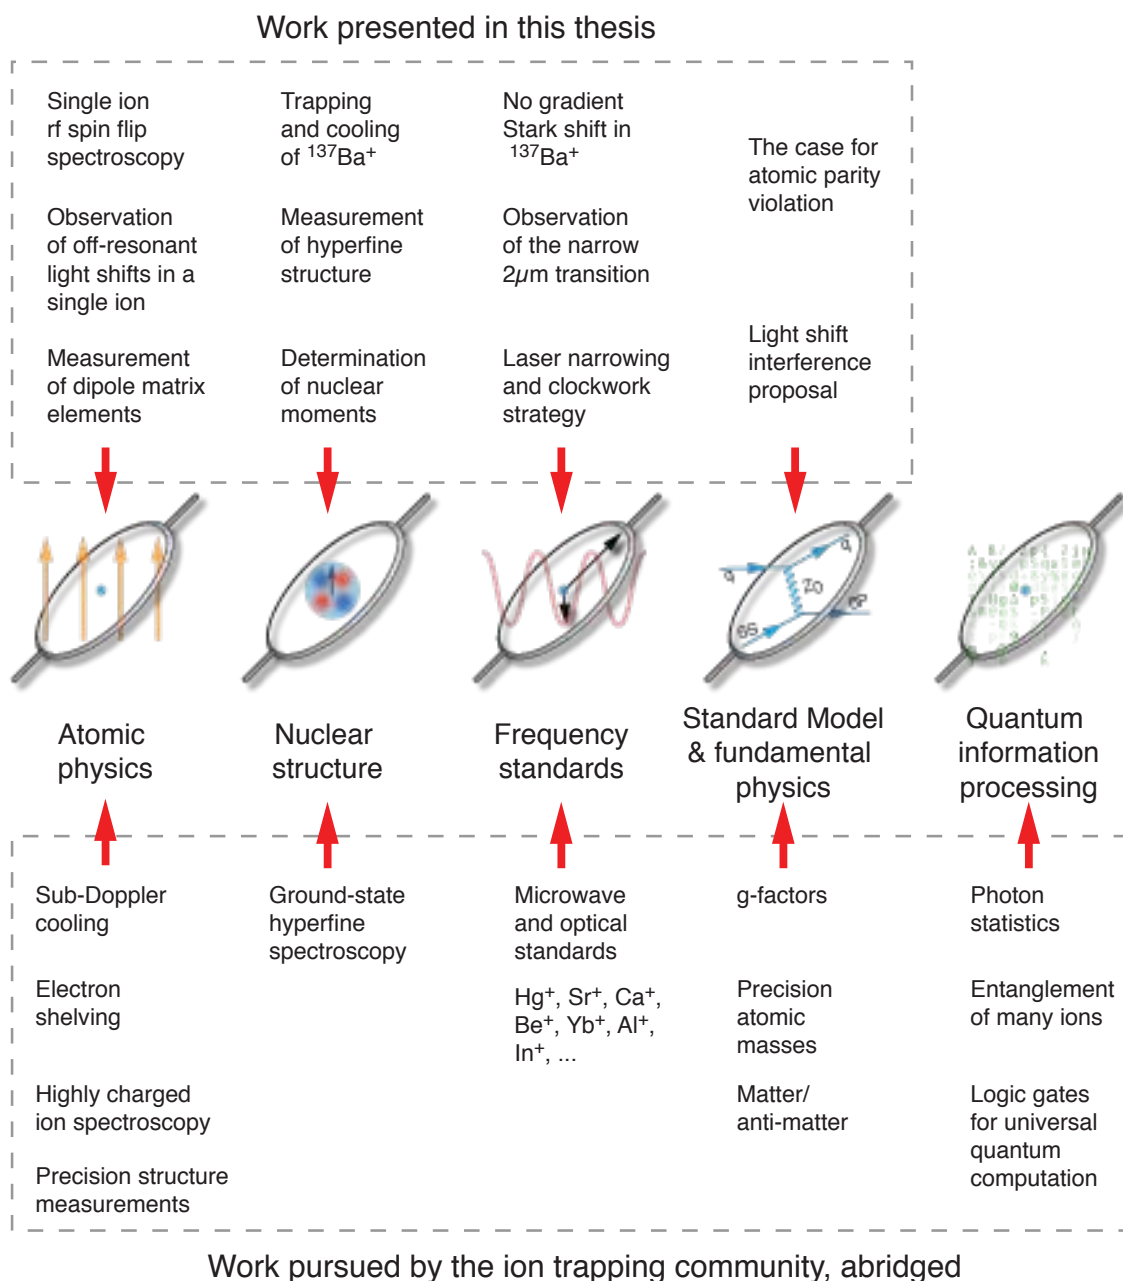 Work presented in this thesis
Single ion
rf spin flip
spectroscopy
Observation
of off-resonant
light shifts in a
single ion
Measurement
of dipole matrix
elements
Trapping
and cooling
of ¹³⁷Ba⁺
Measurement
of hyperfine
structure
Determination
of nuclear
moments
No gradient
Stark shift in
¹³⁷Ba⁺
Observation
of the narrow
2μm transition
Laser narrowing
and clockwork
strategy
The case for
atomic parity
violation
Light shift
interference
proposal
q
q
Z0
6S
6P
Atomic
physics
Nuclear
structure
Frequency
standards
Standard Model
& fundamental
physics
Quantum
information
processing
Sub-Doppler
cooling
Electron
shelving
Highly charged
ion spectroscopy
Precision structure
measurements
Ground-state
hyperfine
spectroscopy
Microwave
and optical
standards
Hg⁺, Sr⁺, Ca⁺,
Be⁺, Yb⁺, Al⁺,
In⁺, ...
g-factors
Precision
atomic
masses
Matter/
anti-matter
Photon
statistics
Entanglement
of many ions
Logic gates
for universal
quantum
computation
Work pursued by the ion trapping community, abridged